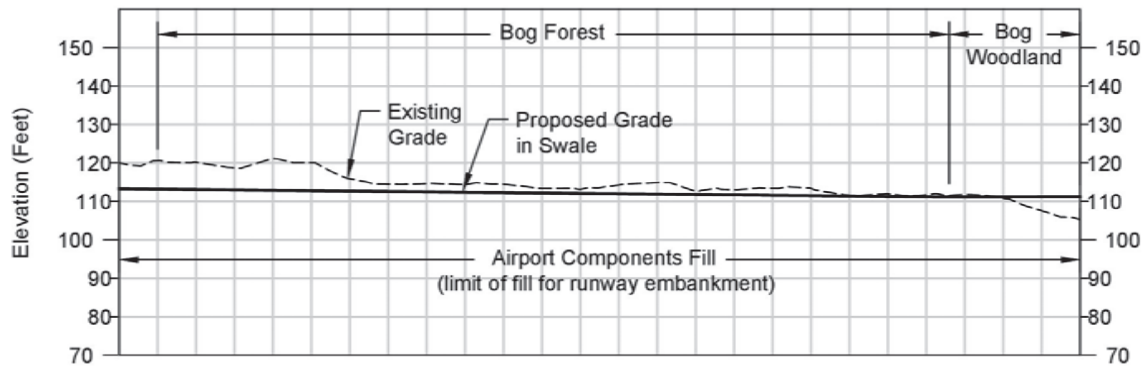 Bog Forest
Bog
Woodland
150
150
140
140
130
130
120
120
110
110
100
100
90
90
80
80
70
70
Elevation (Feet)
Existing
Grade
Proposed Grade
in Swale
Airport Components Fill
(limit of fill for runway embankment)